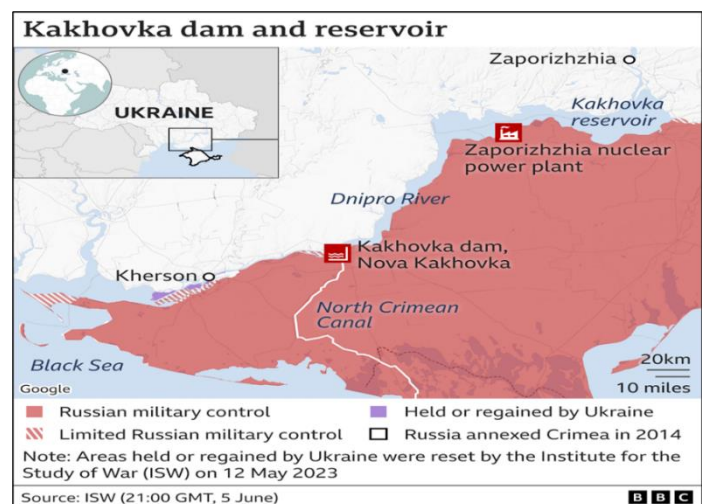 Kakhovka dam and reservoir
UKRAINE
Zaporizhzhia
Kakhovka
reservoir
Zaporizhzhia nuclear
power plant
Dnipro River
Kakhovka dam,
Nova Kakhovka
Kherson
North Crimean
Canal
Black Sea
20km
10 miles
Google
Russian military control
Held or regained by Ukraine
Limited Russian military control
Russia annexed Crimea in 2014
Note: Areas held or regained by Ukraine were reset by the Institute for the
Study of War (ISW) on 12 May 2023
Source: ISW (21:00 GMT, 5 June)
BBC